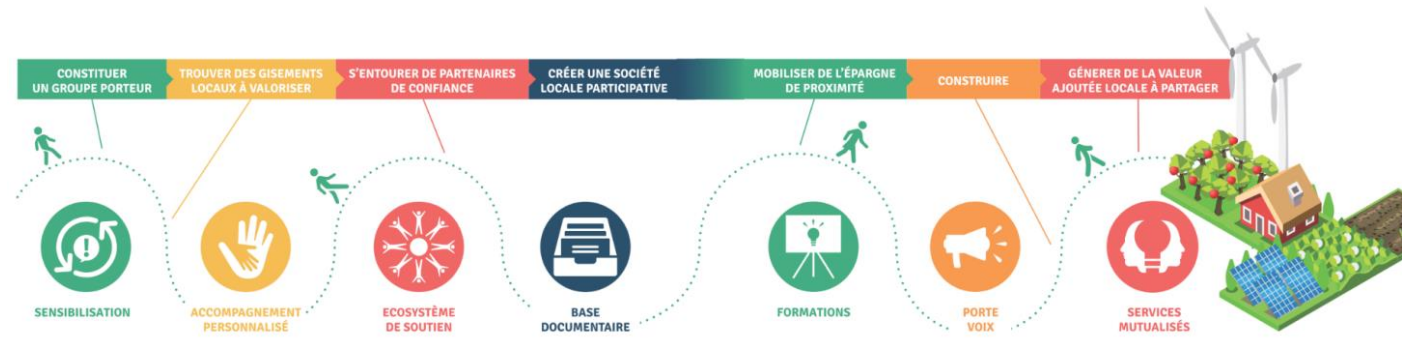 CONSTITUER
UN GROUPE PORTEUR
TROUVER DES GISEMENTS
LOCAUX À VALORISER
S'ENTOURER DE PARTENAIRES
DE CONFIANCE
CRÉER UNE SOCIÉTÉ
LOCALE PARTICIPATIVE
MOBILISER DE L'ÉPARGNE
DE PROXIMITÉ
CONSTRUIRE
GÉNERER DE LA VALEUR
AJOUTÉE LOCALE À PARTAGER
SENSIBILISATION
ACCOMPAGNEMENT
PERSONNALISÉ
ECOSYSTÈME
DE SOUTIEN
BASE
DOCUMENTAIRE
FORMATIONS
PORTE
VOIX
SERVICES
MUTUALISÉS